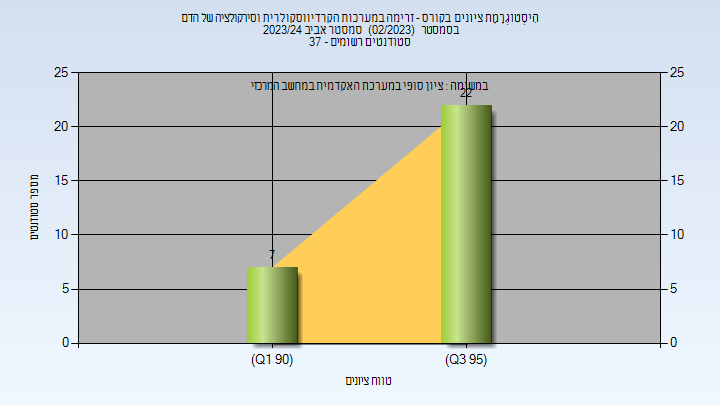 הִיסְטוֹגְרָמַת ציונים בקורס - זרימה במערכות הקרדיווסקולרית וסירקולציה של הדם
בסמסטר (02/2023) סמסטר אביב 2023/24
סטודנטים רשומים - 37
במשימה : ציון סופי במערכת האקדמית במחשב המרכזי
25 25
20 20
15 15
10 10
5 5
0 0
22
7
מספר סטודנטים
(Q1 90) (Q3 95)
טווח ציונים